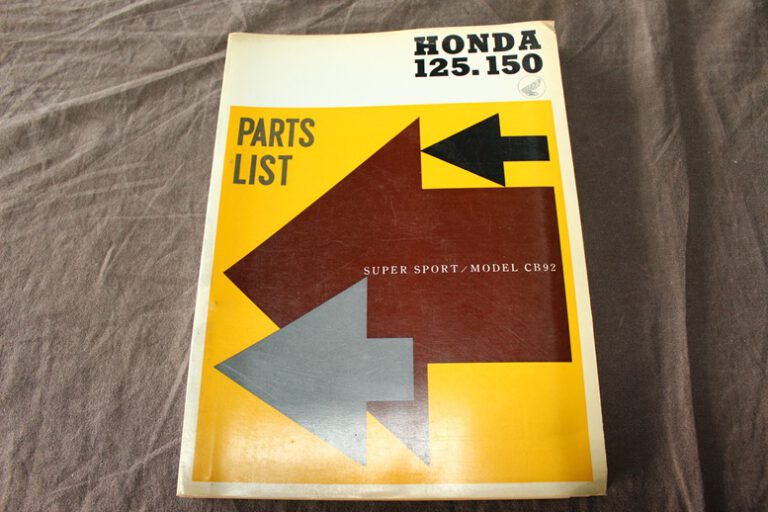 HONDA
125.150
PARTS
LIST
SUPER SPORT / MODEL CB92